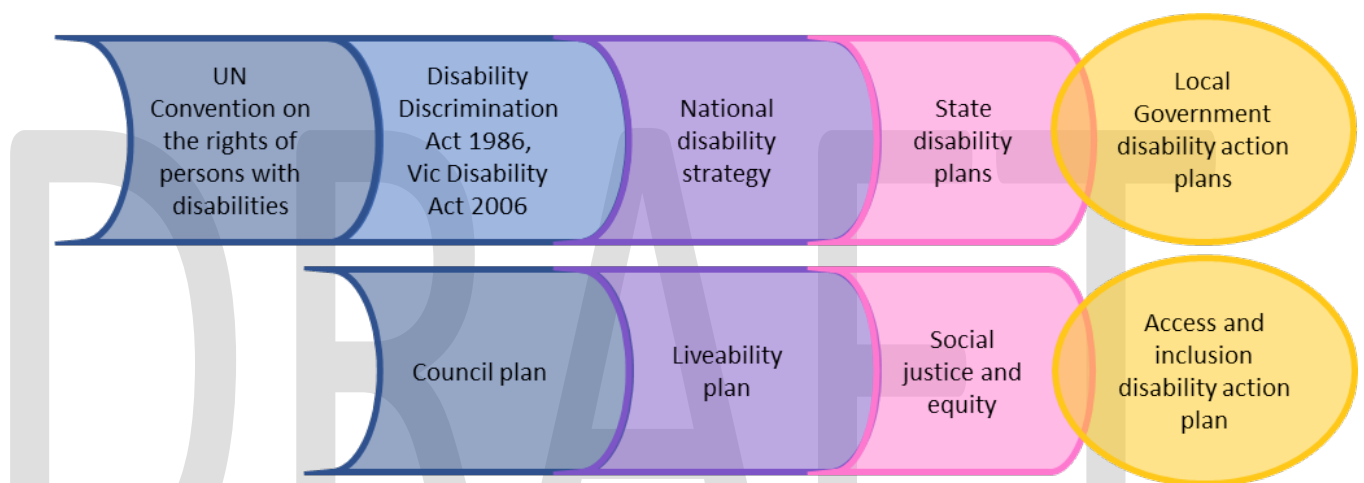 UN
Convention on
the rights of
persons with
disabilities
Disability
Discrimination
Act 1986,
Vic Disability
Act 2006
National
disability
strategy
State
disability
plans
Local
Government
disability action
plans
Council plan
Liveability
plan
Social
justice and
equity
Access and
inclusion
disability action
plan
DRAFT